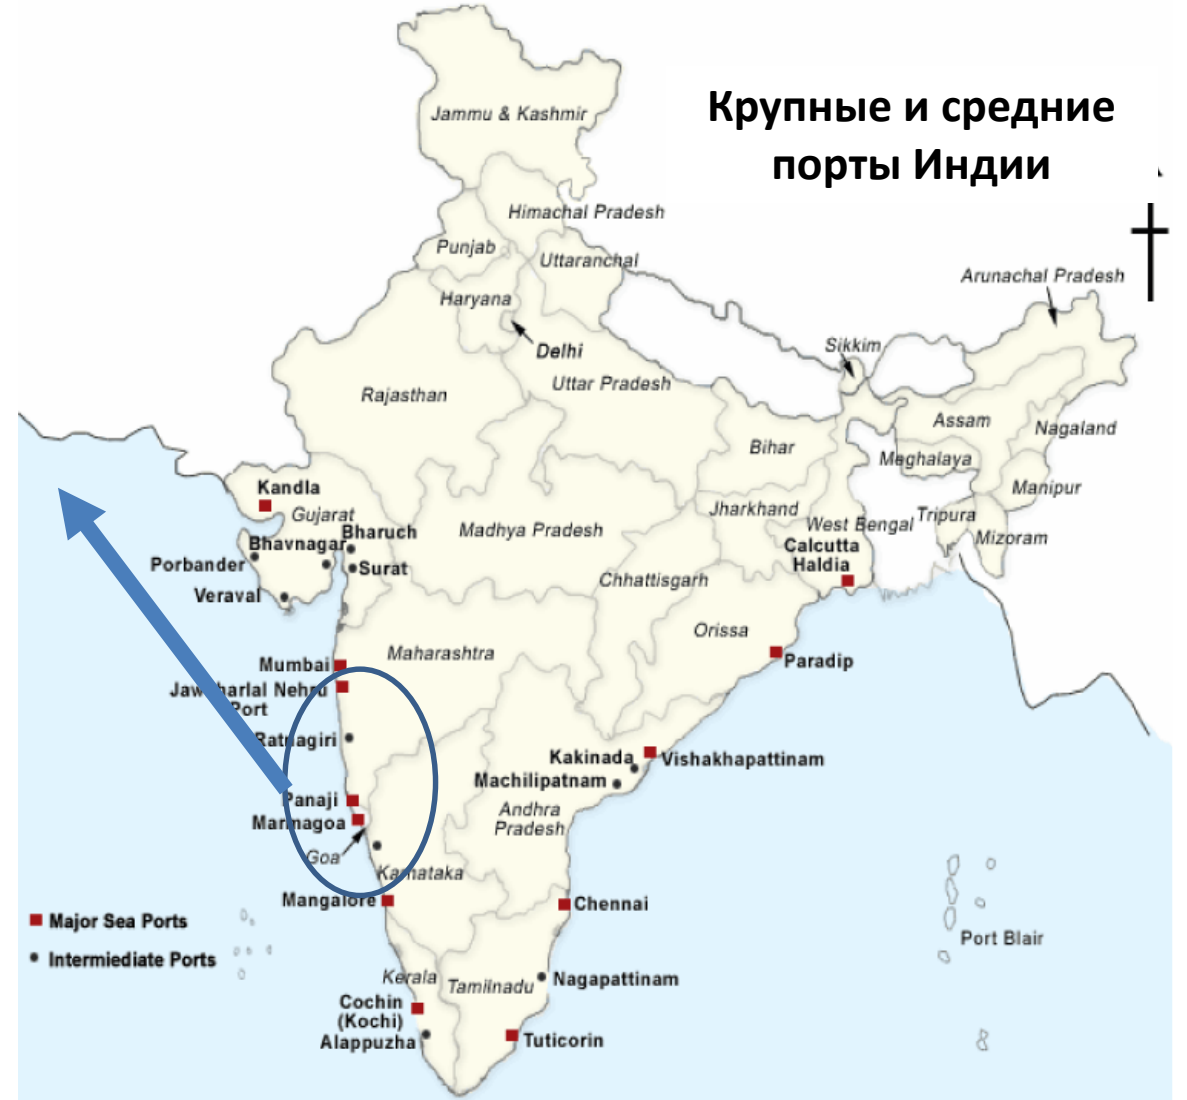 Крупные и средние
порты Индии
Jammu & Kashmir
Himachal Pradesh
Punjab
Uttaranchal
Arunachal Pradesh
Haryana
Delhi
Sikkim
Uttar Pradesh
Rajasthan
Assam
Nagaland
Bihar
Meghalaya
Kandla
Manipur
Gujarat
Jharkhand
Tripura
West Bengal
Madhya Pradesh
Bharuch
Mizoram
Bhavnagar
Calcutta
Haldia
Porbander
Surat
Chhattisgarh
Veraval
Orissa
Maharashtra
Paradip
Mumbai
Jawaharlal Nehru
Port
Ratnagiri
Kakinada
Vishakhapattinam
Machilipatnam
Panaji
Andhra
Pradesh
Marmagoa
Goa
Karnataka
Mangalore
Chennai
Major Sea Ports
Port Blair
Intermiediate Ports
Kerala
Tamilnadu
Nagapattinam
Cochin
(Kochi)
Alappuzha
Tuticorin